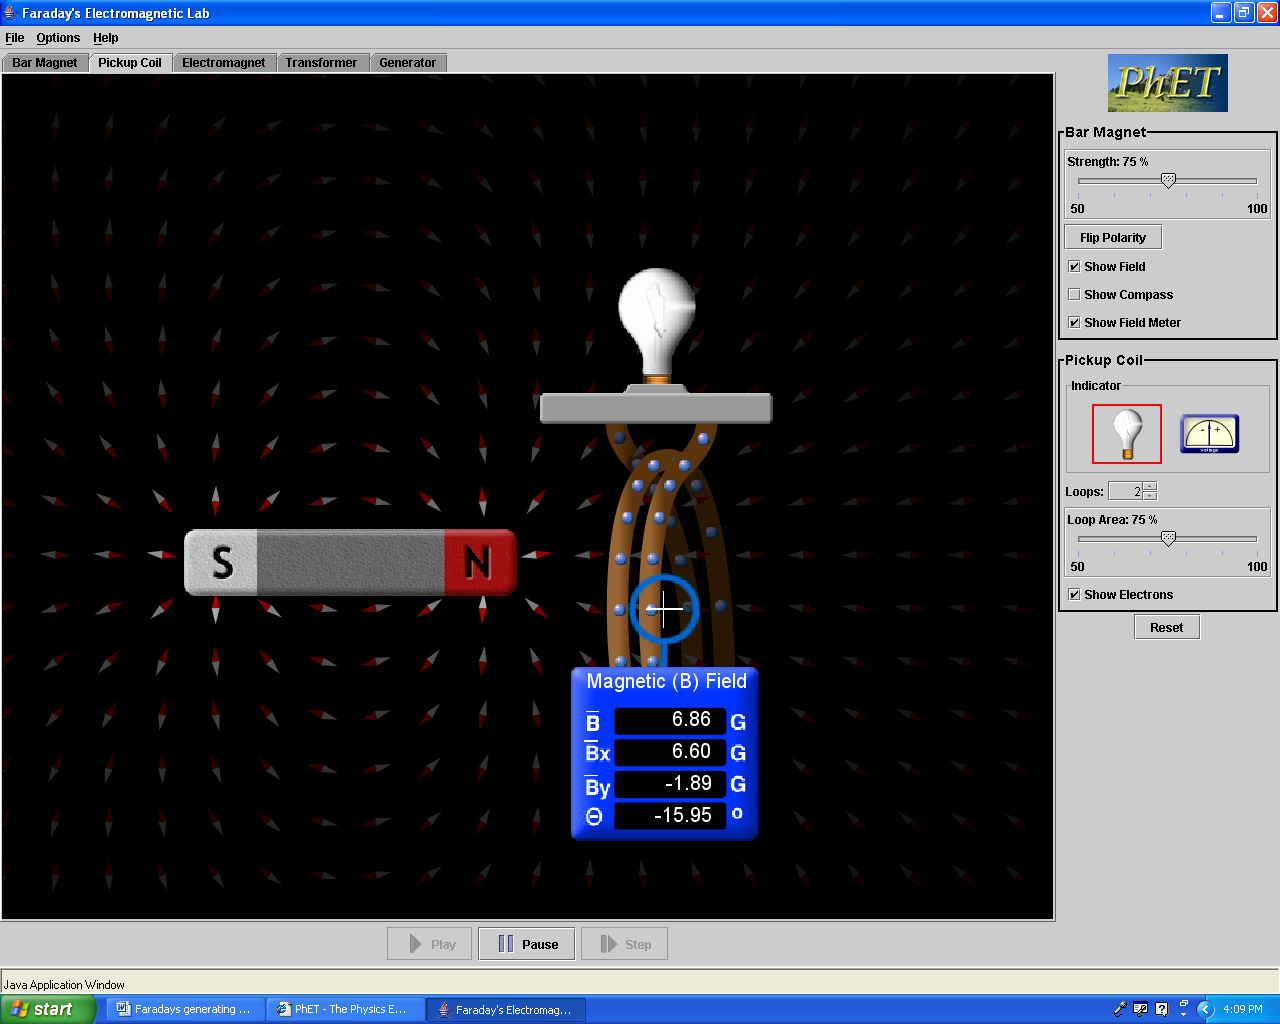 Faraday's Electromagnetic Lab
File Options Help
Bar Magnet Pickup Coil Electromagnet Transformer Generator
PhET
Bar Magnet
Strength: 75 %
50 100
Flip Polarity
Show Field
Show Compass
Show Field Meter
Pickup Coil
Indicator
- +
voltage
Loops: 2
Loop Area: 75 %
50 100
Show Electrons
Reset
S N
Magnetic (B) Field
B 6.86 G
Bx 6.60 G
By -1.89 G
Θ -15.95 o
Play Pause Step
Java Application Window
start Faradays generating ... PhET - The Physics E... Faraday's Electromag... 4:09 PM